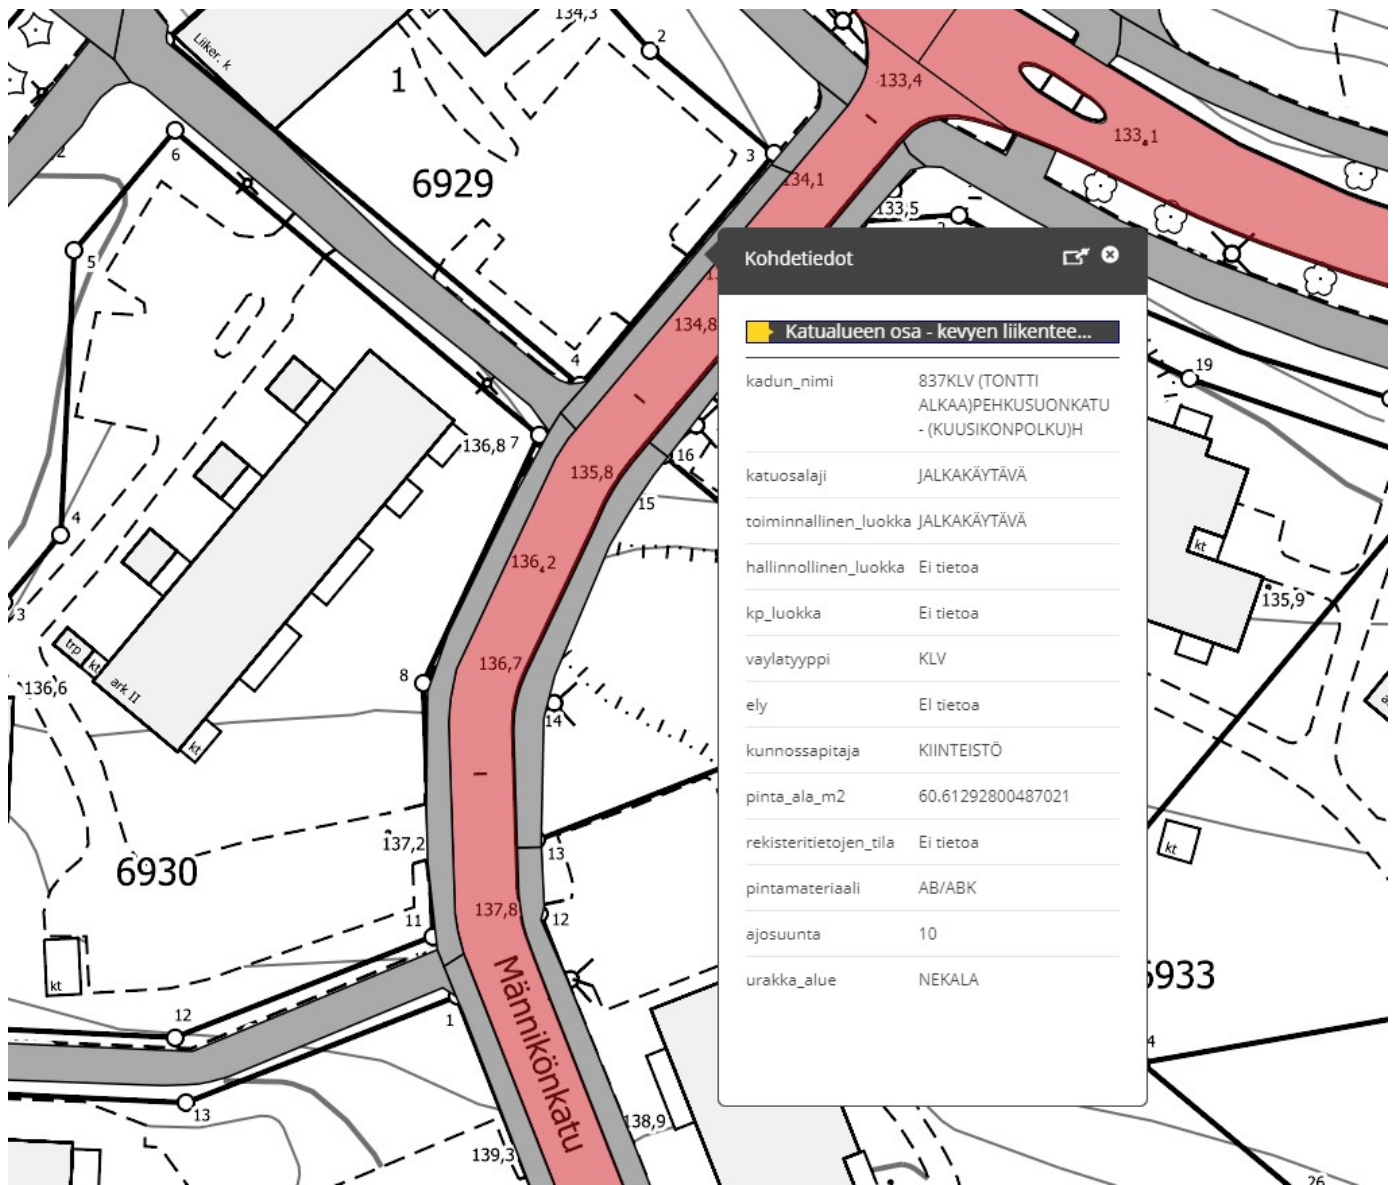 134,3
2
Liiker. k
1
133,4
133,1
6
3
6929
134,1
133,5
5
Kohdetiedot
134,8
Katualueen osa - kevyen liikentee...
4
19
kadun_nimi 837KLV (TONTTI
ALKAA)PEHKUSUONKATU
- (KUUSIKONPOLKU)H
136,8 7
16
135,8
katuosalaji JALKAKÄYTÄVÄ
15
4
toiminnallinen_luokka JALKAKÄYTÄVÄ
kt
136,2
hallinnollinen_luokka Ei tietoa
135,9
3
kp_luokka Ei tietoa
trp
kt
136,7
vaylatyyppi KLV
8
136,6
ark II
ely EI tietoa
14
kt
kunnossapitaja KIINTEISTÖ
pinta_ala_m2 60.61292800487021
137,2
13
rekisteritietojen_tila Ei tietoa
kt
6930
pintamateriaali AB/ABK
137,8
11
12
ajosuunta 10
kt
urakka_alue NEKALA
6933
12
1
Männikönkatu
4
13
138,9
139,3
26